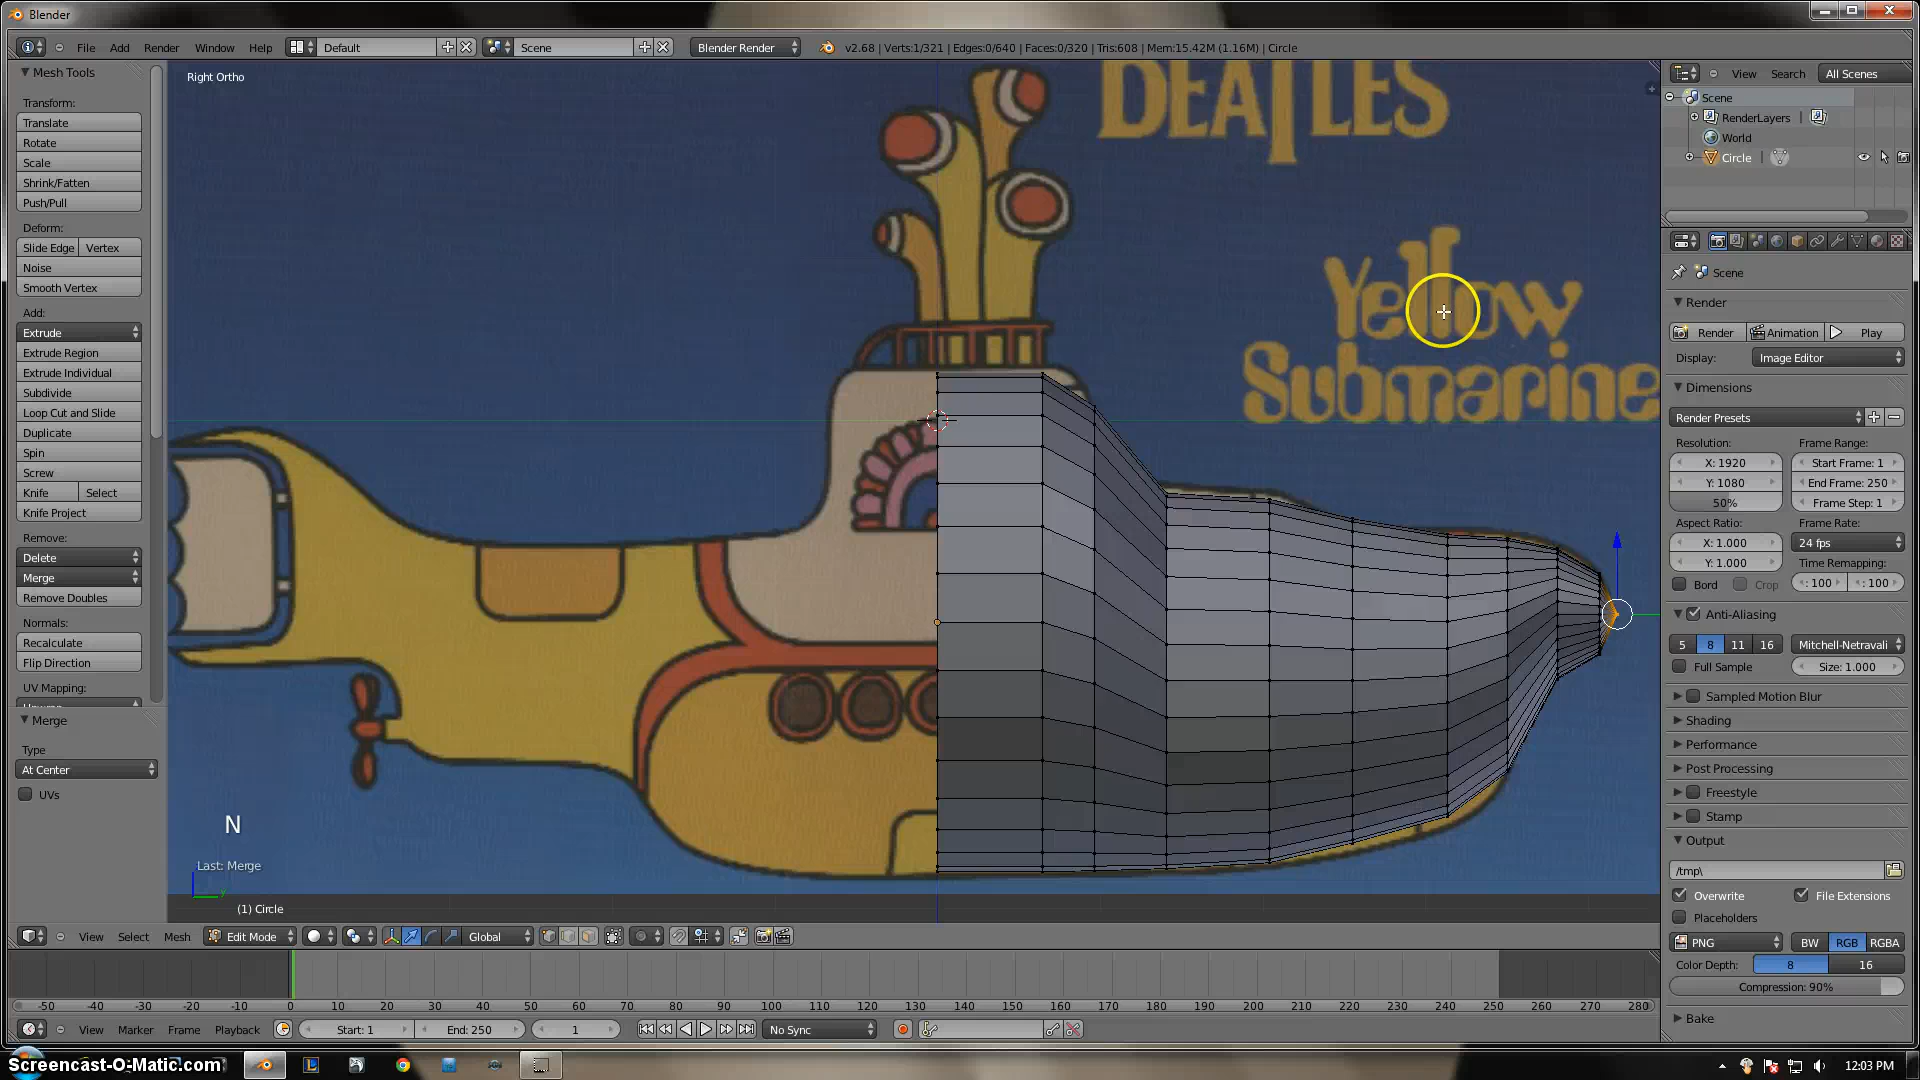 Blender
File Add Render Window Help Default Scene Blender Render v2.68 | Verts:1/321 | Edges:0/640 | Faces:0/320 | Tris:608 | Mem:15.42M (1.16M) | Circle
Mesh Tools
Transform:
Translate
Rotate
Scale
Shrink/Fatten
Push/Pull
Deform:
Slide Edge Vertex
Noise
Smooth Vertex
Add:
Extrude
Extrude Region
Extrude Individual
Subdivide
Loop Cut and Slide
Duplicate
Spin
Screw
Knife Select
Knife Project
Remove:
Delete
Merge
Remove Doubles
Normals:
Recalculate
Flip Direction
UV Mapping:
Merge
Type
At Center
UVs
Right Ortho
BEATLES
Yellow
Submarine
N
Last: Merge
y
(1) Circle
View Select Mesh Edit Mode Global
-50 -40 -30 -20 -10 0 10 20 30 40 50 60 70 80 90 100 110 120 130 140 150 160 170 180 190 200 210 220 230 240 250 260 270 280
View Marker Frame Playback Start: 1 End: 250 1 No Sync
View Search All Scenes
Scene
RenderLayers
World
Circle
Scene
Render
Render Animation Play
Display: Image Editor
Dimensions
Render Presets
Resolution: Frame Range:
X: 1920 Start Frame: 1
Y: 1080 End Frame: 250
50% Frame Step: 1
Aspect Ratio: Frame Rate:
X: 1.000 24 fps
Y: 1.000 Time Remapping:
Bord Crop : 100 : 100
Anti-Aliasing
5 8 11 16 Mitchell-Netravali
Full Sample Size: 1.000
Sampled Motion Blur
Shading
Performance
Post Processing
Freestyle
Stamp
Output
/tmp\
Overwrite File Extensions
Placeholders
PNG BW RGB RGBA
Color Depth: 8 16
Compression: 90%
Bake
Screencast-O-Matic.com
12:03 PM